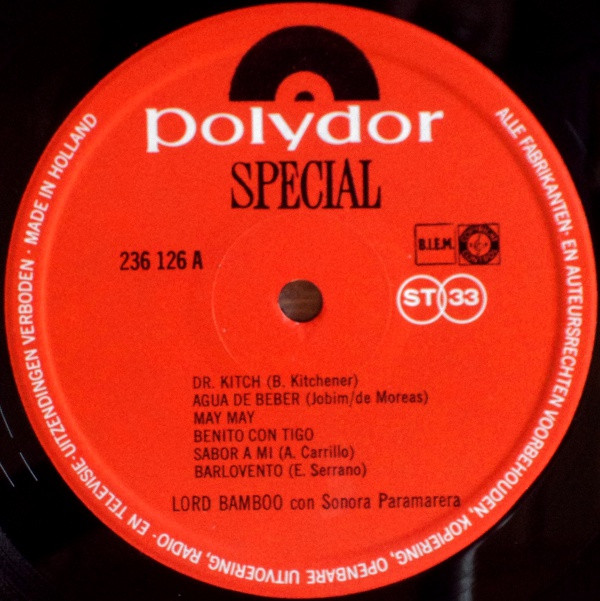 polydor
SPECIAL
B.I.E.M.
236 126 A
ST 33
DR. KITCH (B. Kitchener)
AGUA DE BEBER (Jobim/de Moreas)
MAY MAY
BENITO CON TIGO
SABOR A MI (A. Carrillo)
BARLOVENTO (E. Serrano)
LORD BAMBOO con Sonora Paramarera
ALLE FABRIKANTEN- EN AUTEURSRECHTEN VOORBEHOUDEN, KOPIERING, OPENBARE UITVOERING, RADIO- EN TELEVISIE-UITZENDINGEN VERBODEN · MADE IN HOLLAND